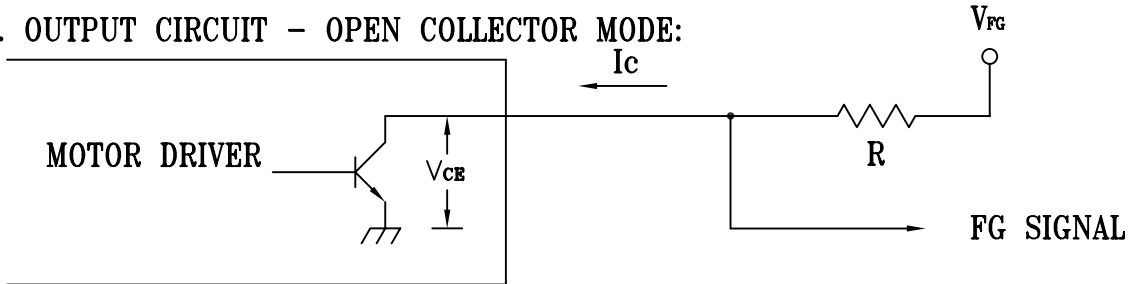 . OUTPUT CIRCUIT - OPEN COLLECTOR MODE:
VFG
Ic
MOTOR DRIVER
VCE
R
FG SIGNAL